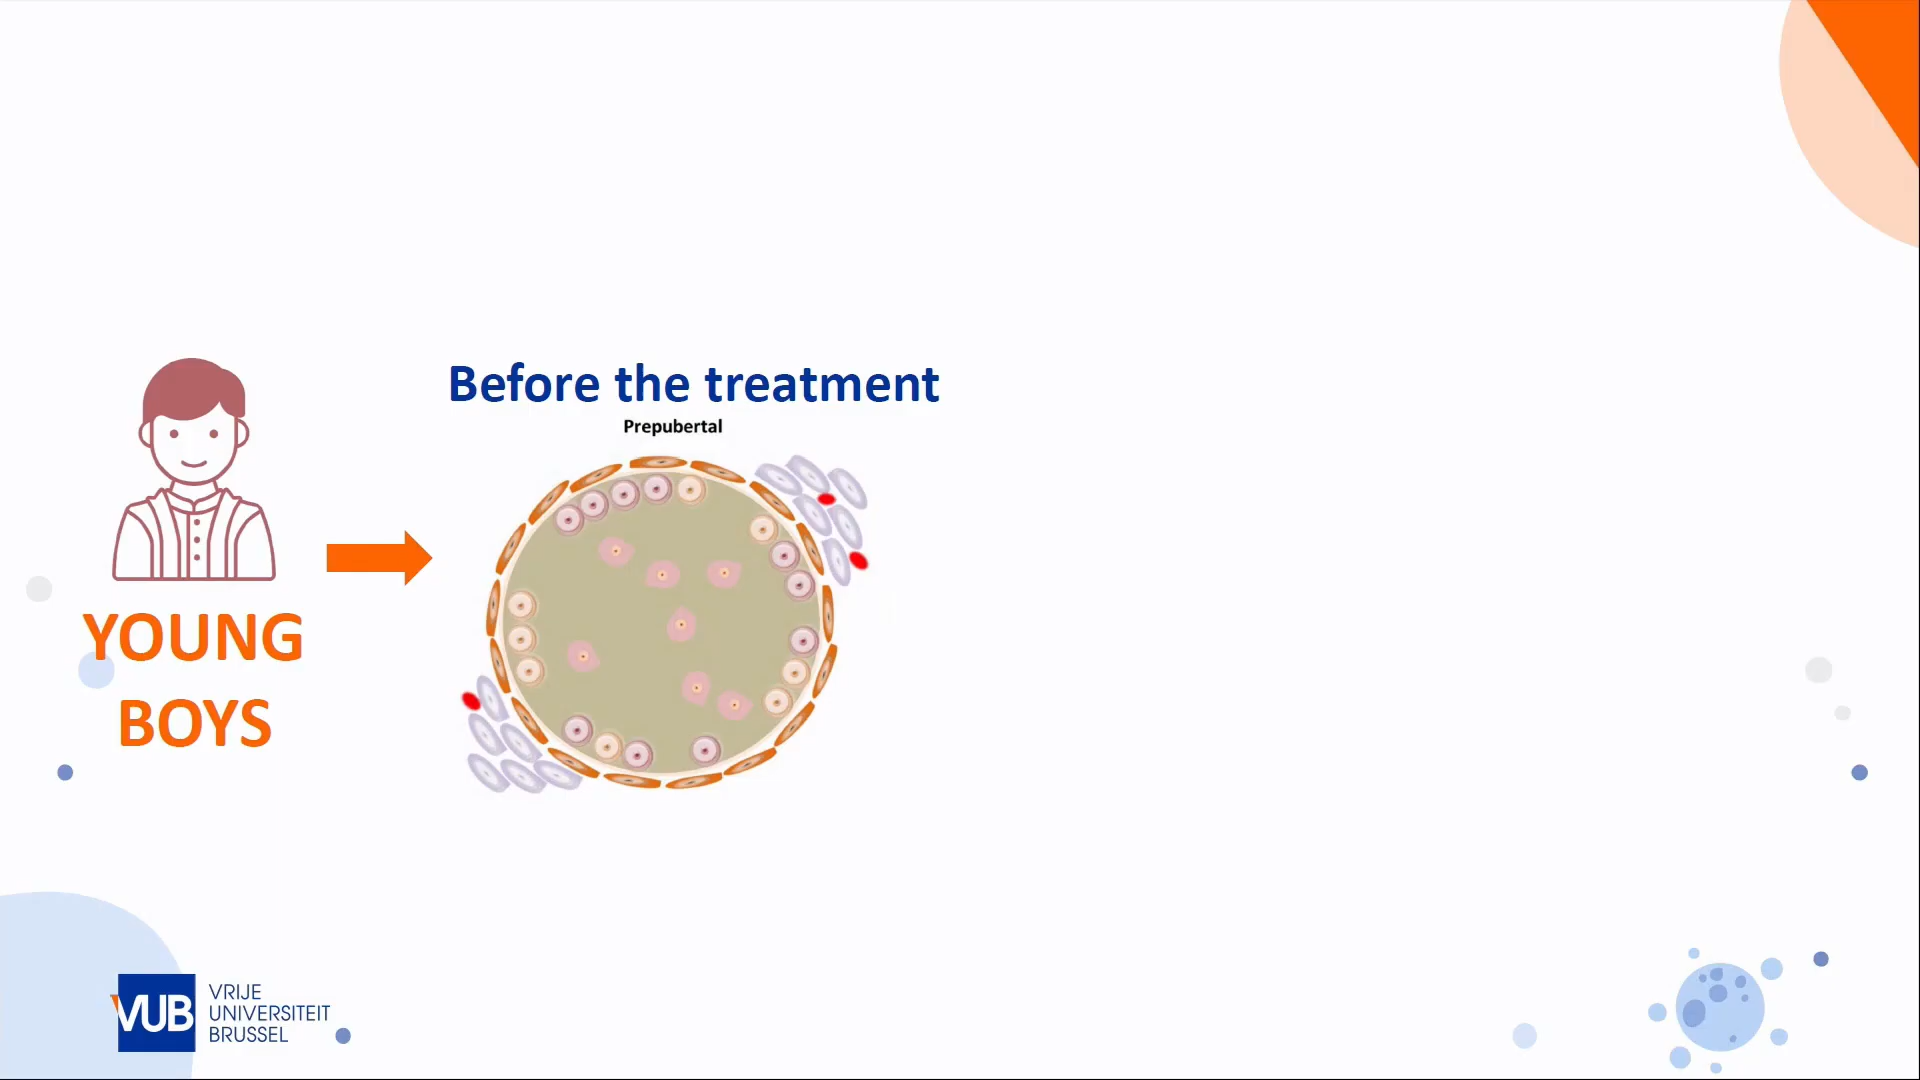 Before the treatment
Prepubertal
YOUNG
BOYS
VUB
VRIJE
UNIVERSITEIT
BRUSSEL